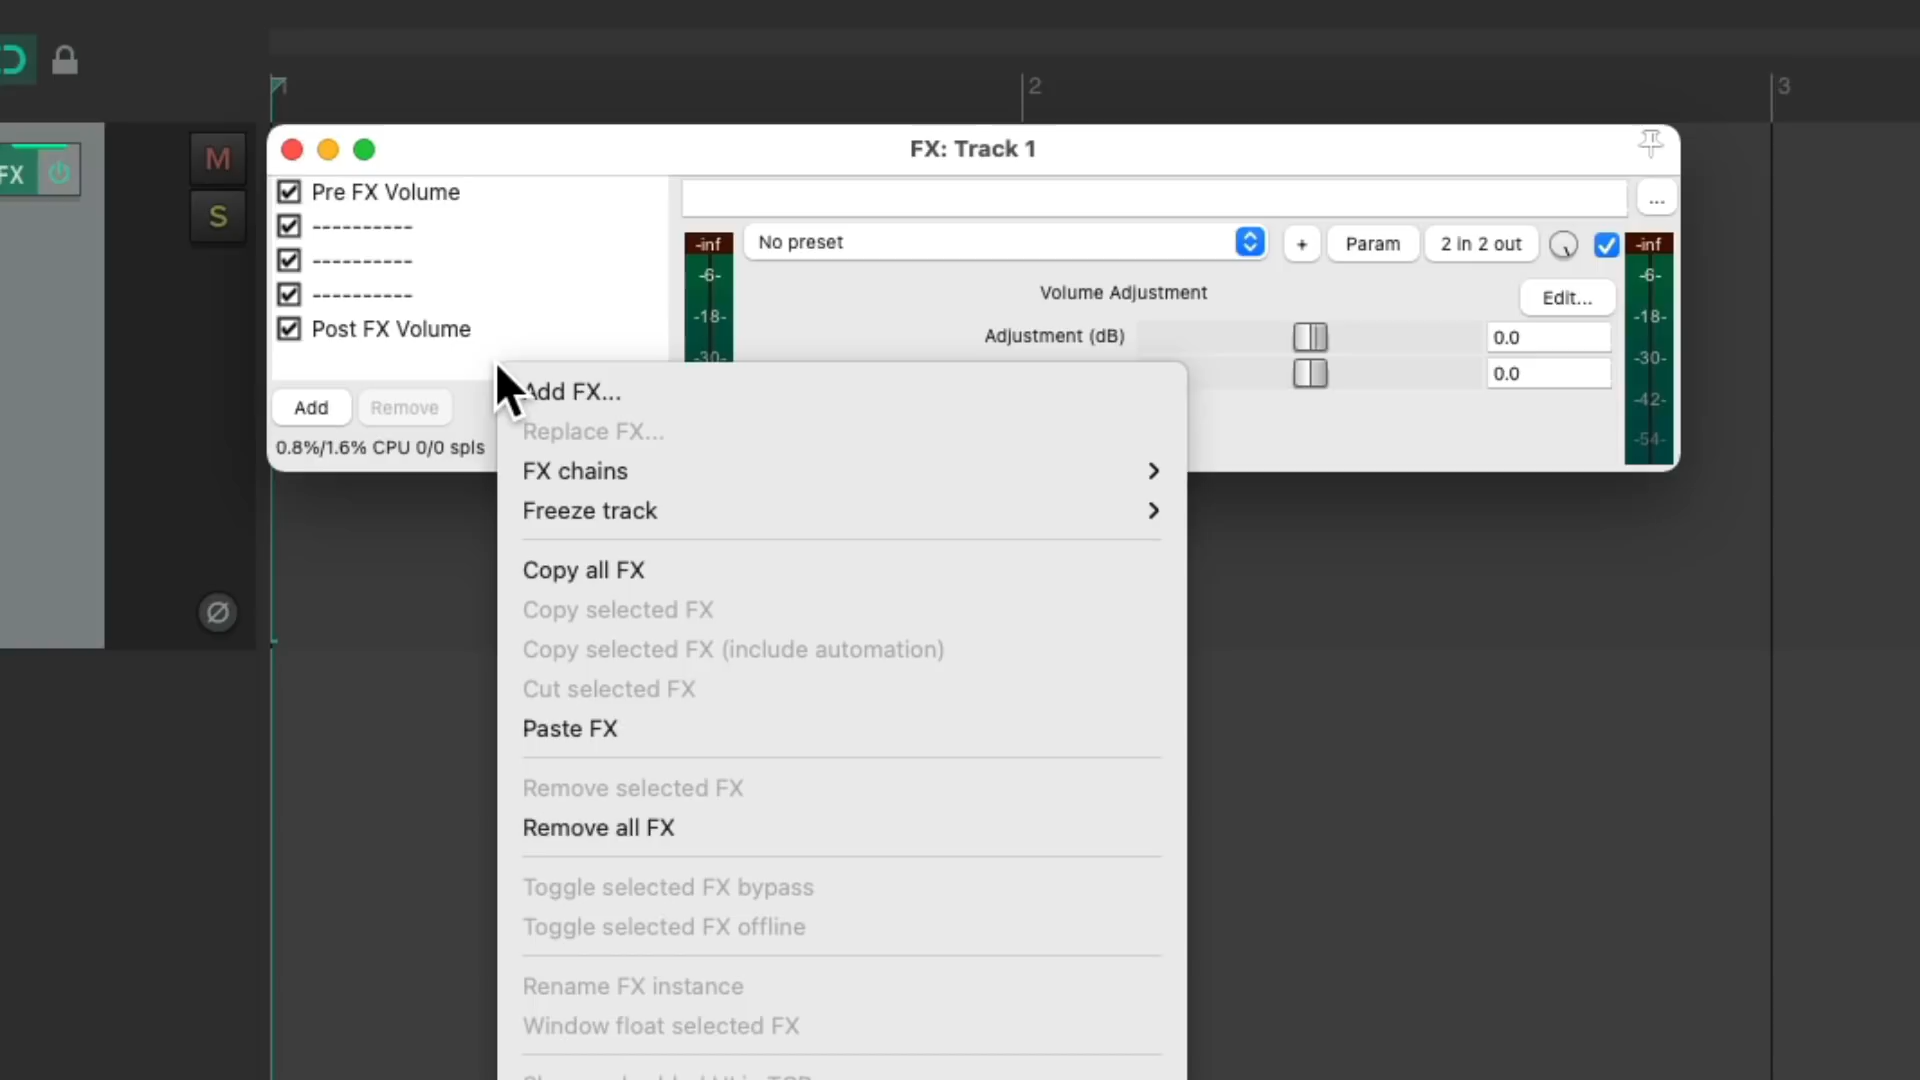 1
2
3
FX
M
S
FX: Track 1
Pre FX Volume
----------
----------
----------
Post FX Volume
Add
Remove
0.8%/1.6% CPU 0/0 spls
...
-inf
-6-
-18-
-30-
No preset
+
Param
2 in 2 out
Volume Adjustment
Edit...
Adjustment (dB)
0.0
0.0
-inf
-6-
-18-
-30-
-42-
-54-
Add FX...
Replace FX...
FX chains
Freeze track
Copy all FX
Copy selected FX
Copy selected FX (include automation)
Cut selected FX
Paste FX
Remove selected FX
Remove all FX
Toggle selected FX bypass
Toggle selected FX offline
Rename FX instance
Window float selected FX